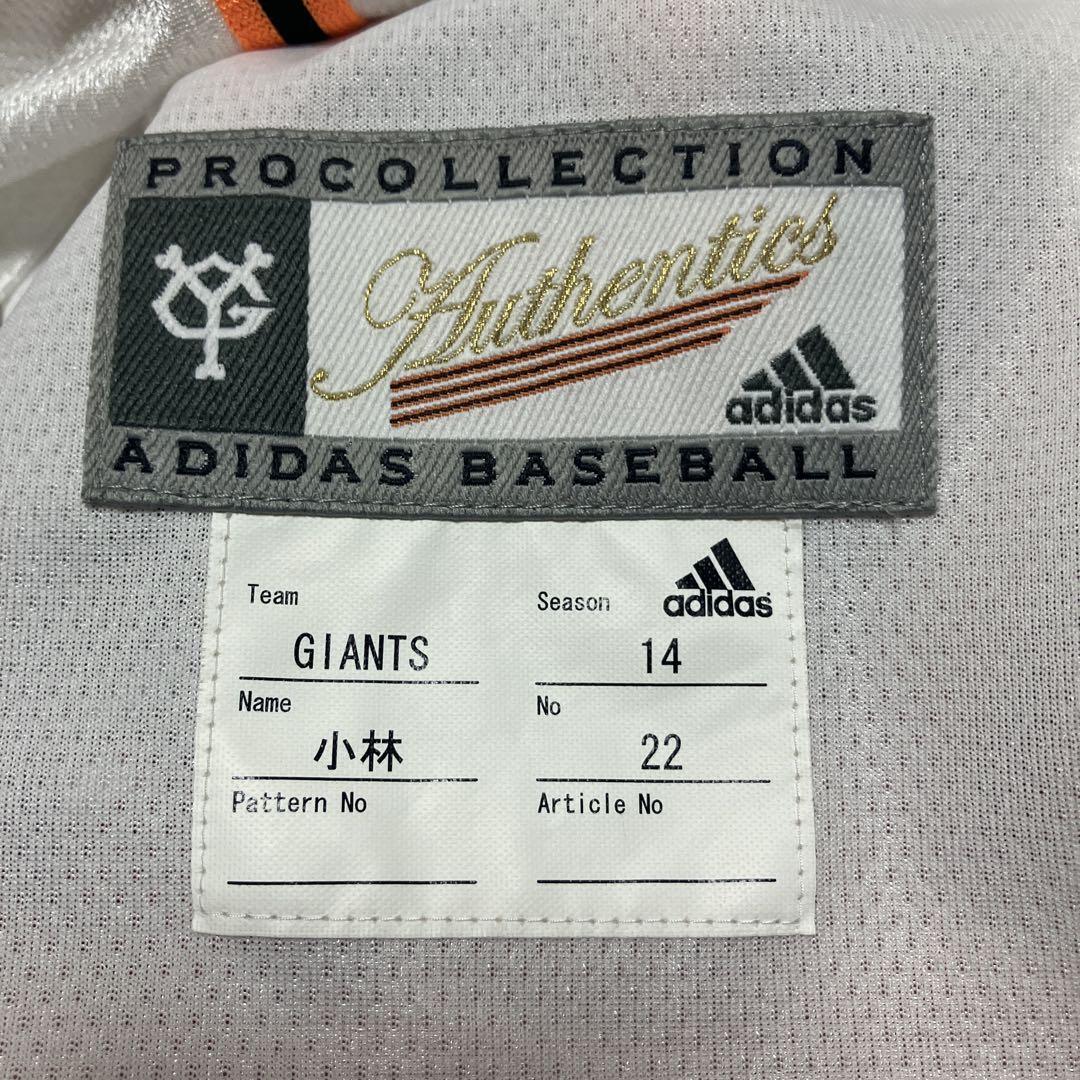 PROCOLLECTION
YG
Authentics
adidas
ADIDAS BASEBALL
adidas
Team
Season
GIANTS
14
Name
No
小林
22
Pattern No
Article No